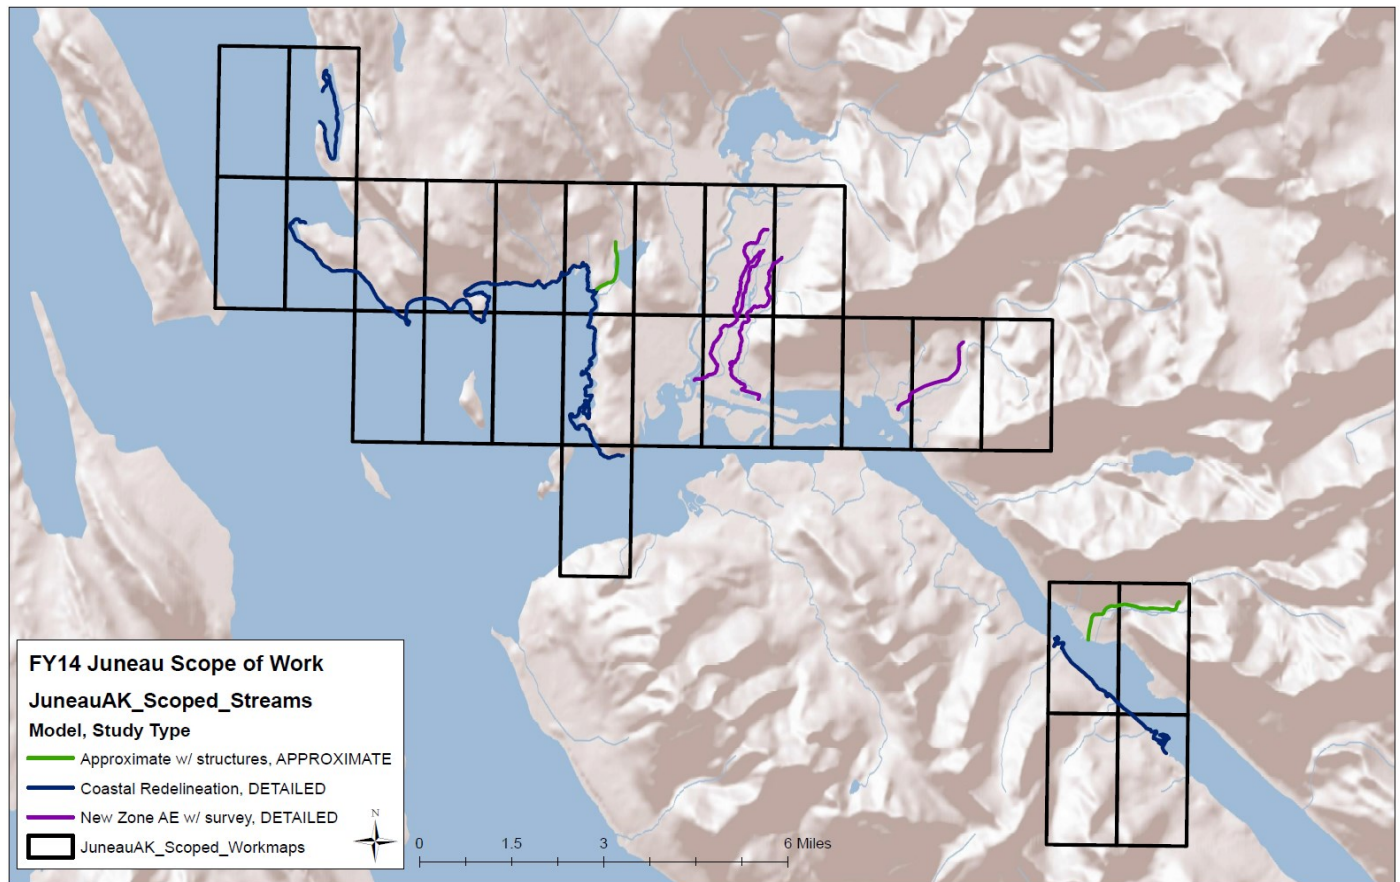 FY14 Juneau Scope of Work
JuneauAK_Scoped_Streams
Model, Study Type
Approximate w/ structures, APPROXIMATE
Coastal Redelineation, DETAILED
New Zone AE w/ survey, DETAILED
JuneauAK_Scoped_Workmaps
N
0 1.5 3 6 Miles